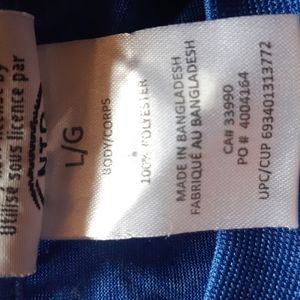 Utilisé sous licence par
NTD
L/G
BODY/CORPS
100% POLYESTER
MADE IN BANGLADESH
FABRIQUÉ AU BANGLADESH
CA# 33990
PO # 4004164
UPC/CUP 693401313772